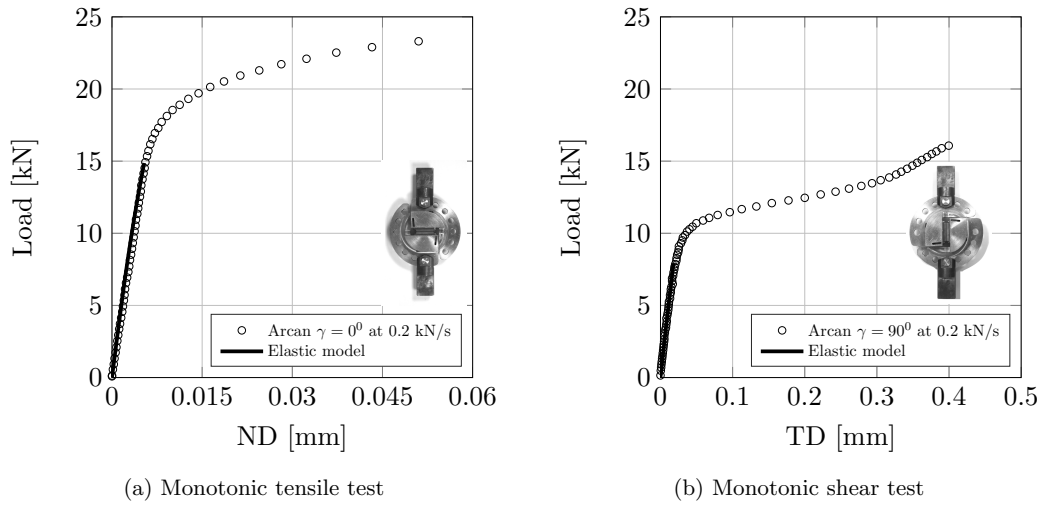 25
20
15
10
5
0
0
0.015
0.03
0.045
0.06
Load [kN]
ND [mm]
Arcan γ = 0⁰ at 0.2 kN/s
Elastic model
(a) Monotonic tensile test
25
20
15
10
5
0
0
0.1
0.2
0.3
0.4
0.5
Load [kN]
TD [mm]
Arcan γ = 90⁰ at 0.2 kN/s
Elastic model
(b) Monotonic shear test